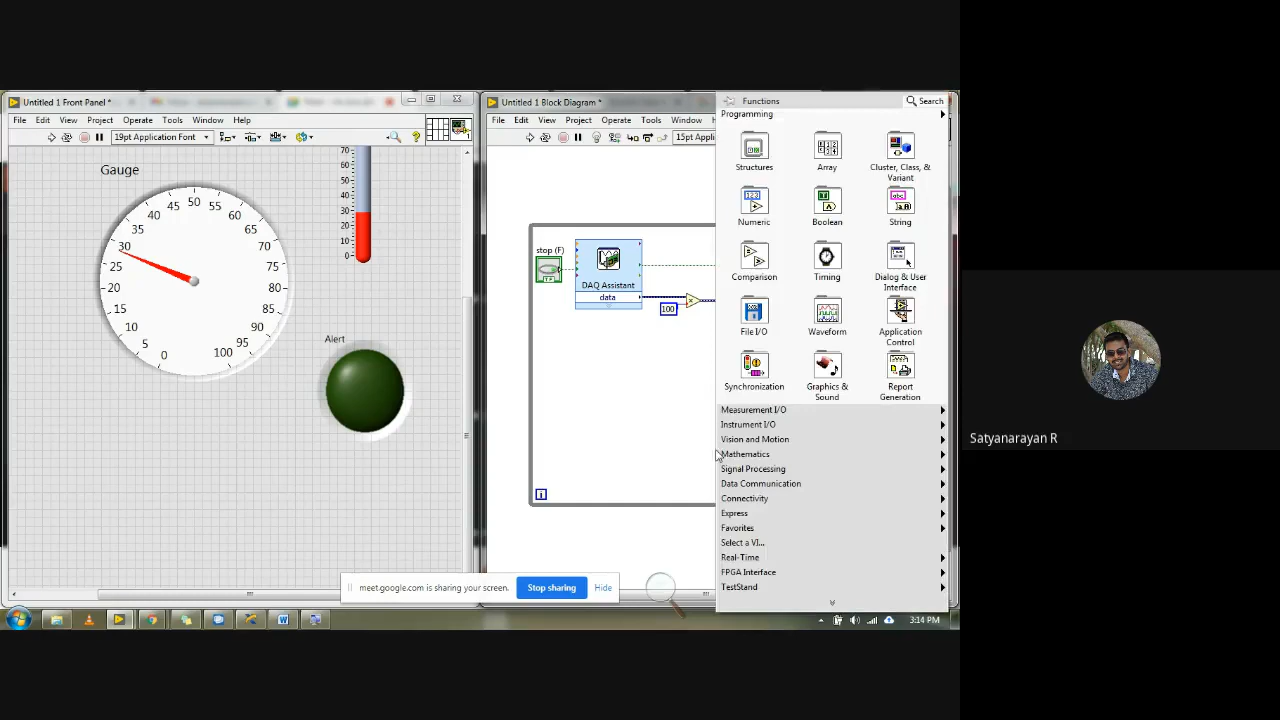 Untitled 1 Front Panel *
File Edit View Project Operate Tools Window Help
19pt Application Font
Gauge
0 5 10 15 20 25 30 35 40 45 50 55 60 65 70 75 80 85 90 95 100
70
60
50
40
30
20
10
0
Alert
Untitled 1 Block Diagram *
File Edit View Project Operate Tools Window
15pt Appli
stop (F)
TF
DAQ Assistant
data
100
i
Functions
Search
Programming
Structures
Array
Cluster, Class, & Variant
Numeric
Boolean
String
Comparison
Timing
Dialog & User Interface
File I/O
Waveform
Application Control
Synchronization
Graphics & Sound
Report Generation
Measurement I/O
Instrument I/O
Vision and Motion
Mathematics
Signal Processing
Data Communication
Connectivity
Express
Favorites
Select a VI...
Real-Time
FPGA Interface
TestStand
meet.google.com is sharing your screen.
Stop sharing
Hide
3:14 PM
Satyanarayan R